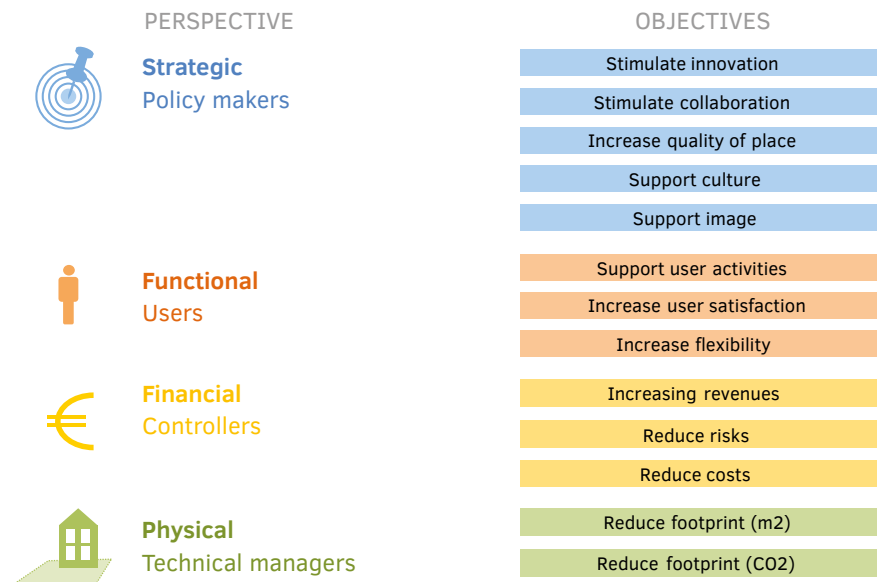 PERSPECTIVE
OBJECTIVES
Strategic
Policy makers
Stimulate innovation
Stimulate collaboration
Increase quality of place
Support culture
Support image
Functional
Users
Support user activities
Increase user satisfaction
Increase flexibility
Financial
Controllers
Increasing revenues
Reduce risks
Reduce costs
Physical
Technical managers
Reduce footprint (m2)
Reduce footprint (CO2)